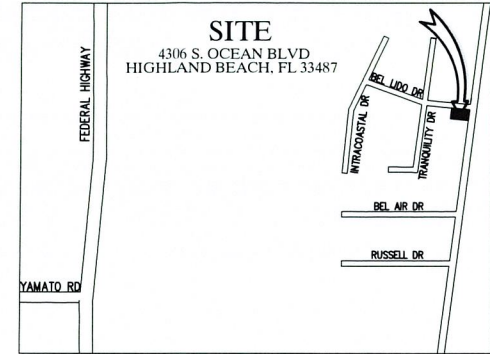 SITE
4306 S. OCEAN BLVD
HIGHLAND BEACH, FL 33487
FEDERAL HIGHWAY
BEL LIDO DR
INTRACOASTAL DR
TRANQUILITY DR
BEL AIR DR
RUSSELL DR
YAMATO RD